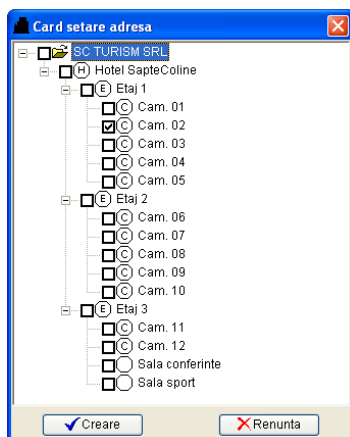 Card setare adresa
SC TURISM SRL
H Hotel SapteColine
E Etaj 1
C Cam. 01
C Cam. 02
C Cam. 03
C Cam. 04
C Cam. 05
E Etaj 2
C Cam. 06
C Cam. 07
C Cam. 08
C Cam. 09
C Cam. 10
E Etaj 3
C Cam. 11
C Cam. 12
Sala conferinte
Sala sport
Creare Renunta